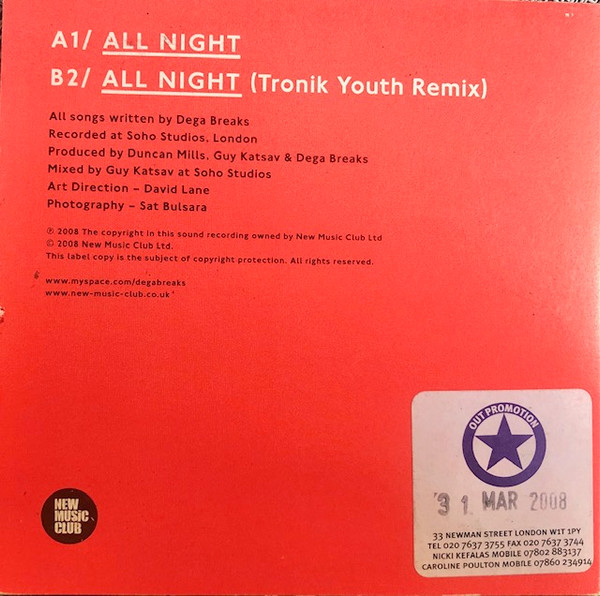 A1/ ALL NIGHT
B2/ ALL NIGHT (Tronik Youth Remix)
All songs written by Dega Breaks
Recorded at Soho Studios, London
Produced by Duncan Mills, Guy Katsav & Dega Breaks
Mixed by Guy Katsav at Soho Studios
Art Direction – David Lane
Photography – Sat Bulsara
℗ 2008 The copyright in this sound recording owned by New Music Club Ltd
© 2008 New Music Club Ltd.
This label copy is the subject of copyright protection. All rights reserved.
www.myspace.com/degabreaks
www.new-music-club.co.uk
NEW
MUSIC
CLUB
OUT PROMOTION
'31 MAR 2008
33 NEWMAN STREET LONDON W1T 1PY
TEL 020 7637 3755 FAX 020 7637 3744
NICKI KEFALAS MOBILE 07802 883137
CAROLINE POULTON MOBILE 07860 234914